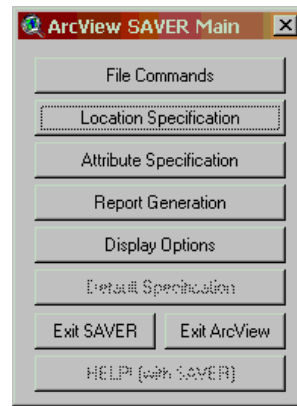 ArcView SAVER Main
File Commands
Location Specification
Attribute Specification
Report Generation
Display Options
Default Specification
Exit SAVER Exit ArcView
HELP! (with SAVER)